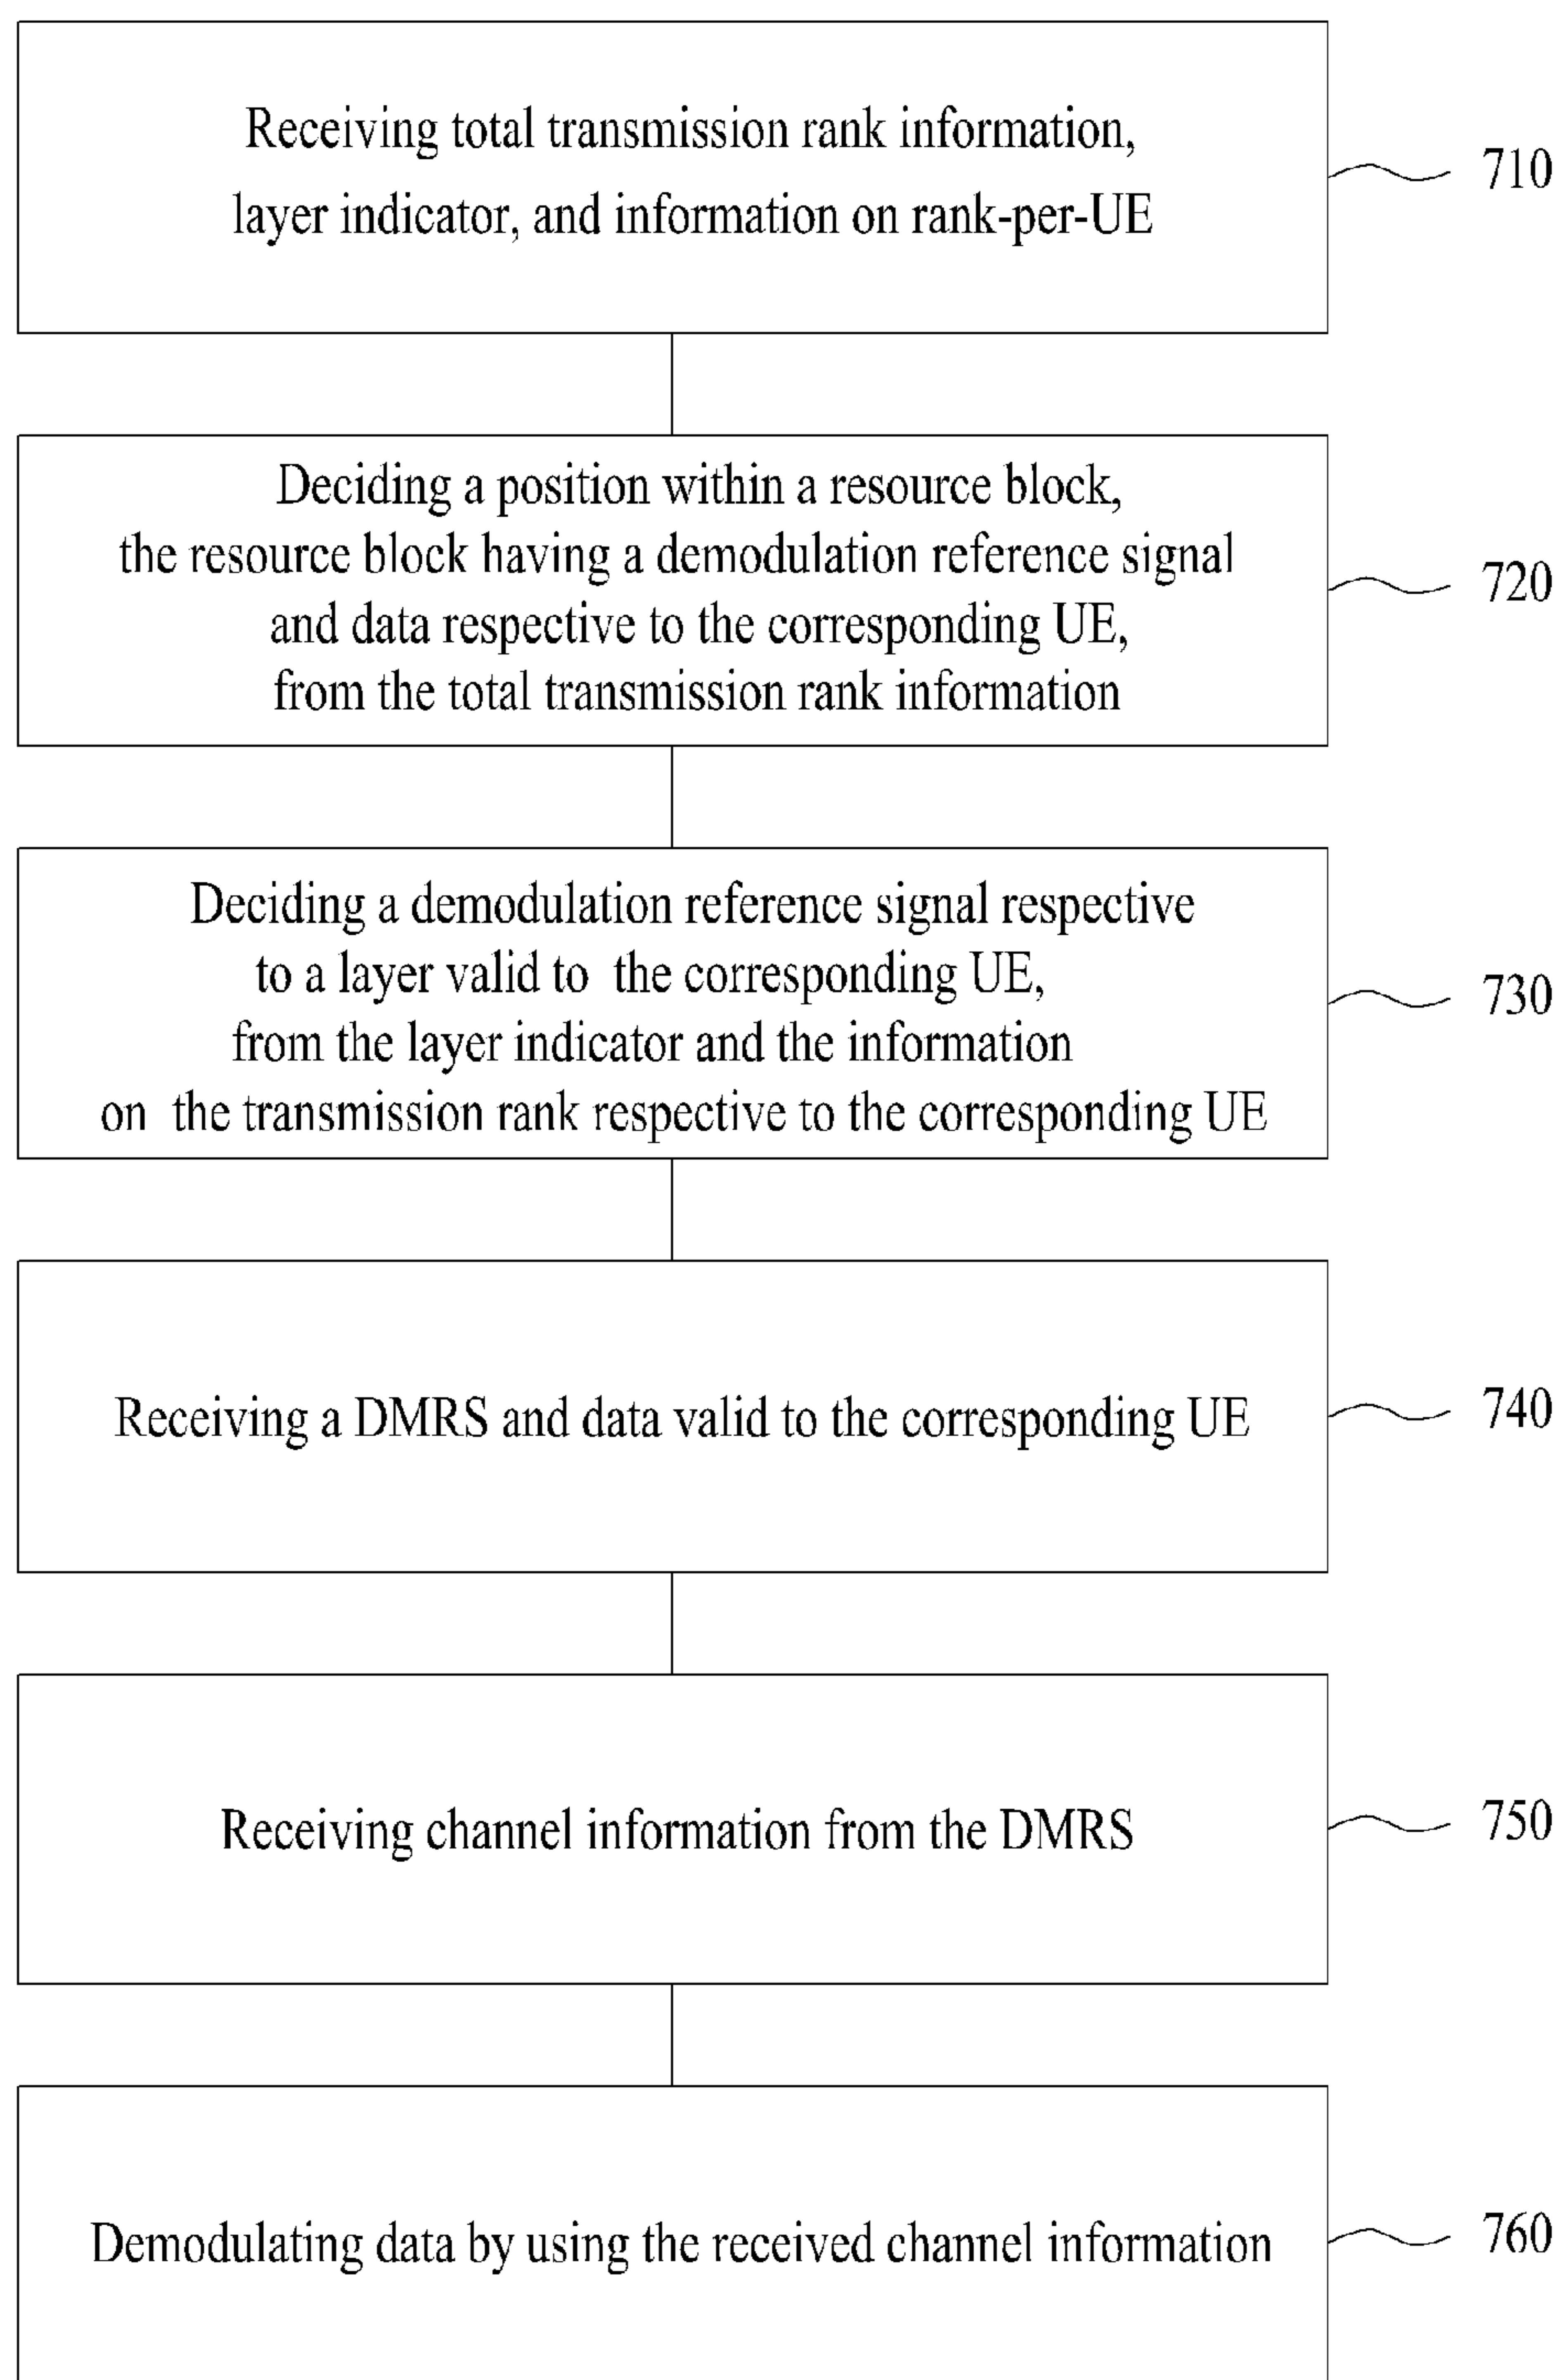 Receiving total transmission rank information,
layer indicator, and information on rank-per-UE
710
Deciding a position within a resource block,
the resource block having a demodulation reference signal
and data respective to the corresponding UE,
from the total transmission rank information
720
Deciding a demodulation reference signal respective
to a layer valid to the corresponding UE,
from the layer indicator and the information
on the transmission rank respective to the corresponding UE
730
Receiving a DMRS and data valid to the corresponding UE
740
Receiving channel information from the DMRS
750
Demodulating data by using the received channel information
760